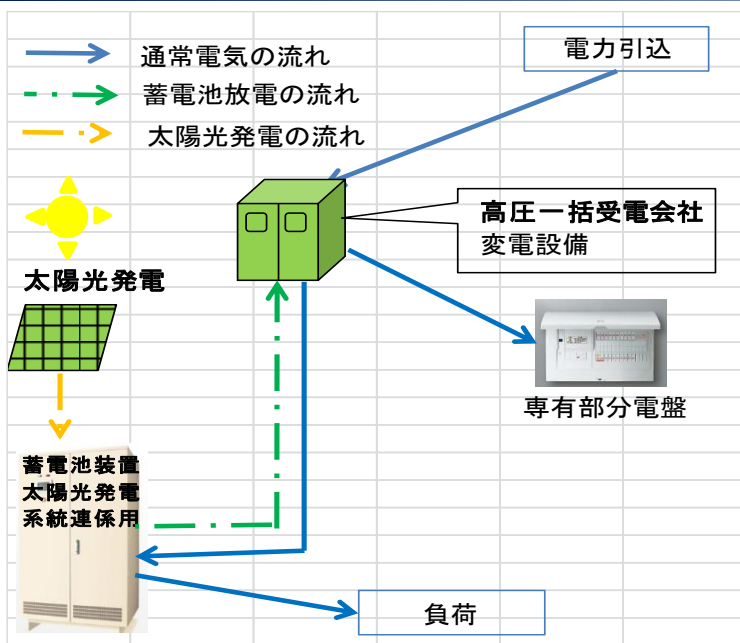 通常電気の流れ
電力引込
蓄電池放電の流れ
太陽光発電の流れ
高圧一括受電会社
変電設備
太陽光発電
専有部分電盤
蓄電池装置
太陽光発電
系統連係用
負荷